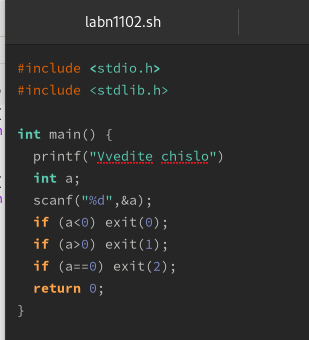 labn1102.sh
#include <stdio.h>
#include <stdlib.h>
int main() {
printf("Vvedite chislo")
int a;
scanf("%d",&a);
if (a<0) exit(0);
if (a>0) exit(1);
if (a==0) exit(2);
return 0;
}